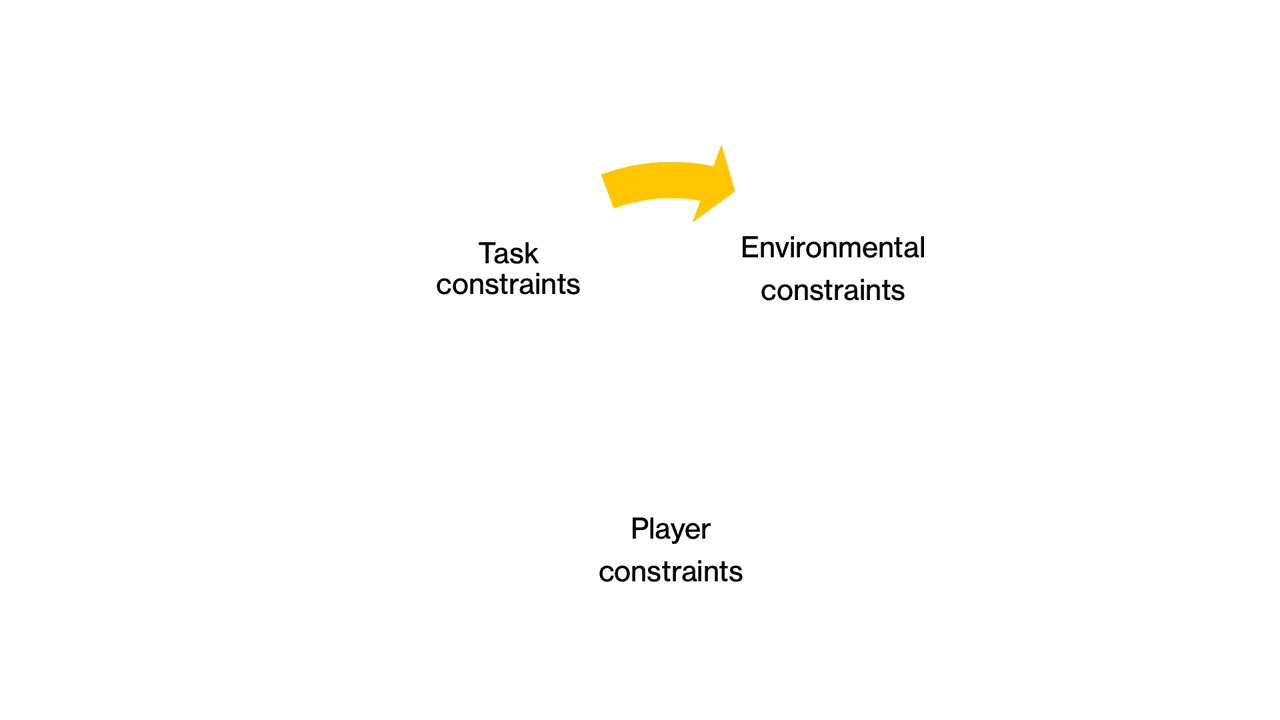 Task
constraints
Environmental
constraints
Player
constraints